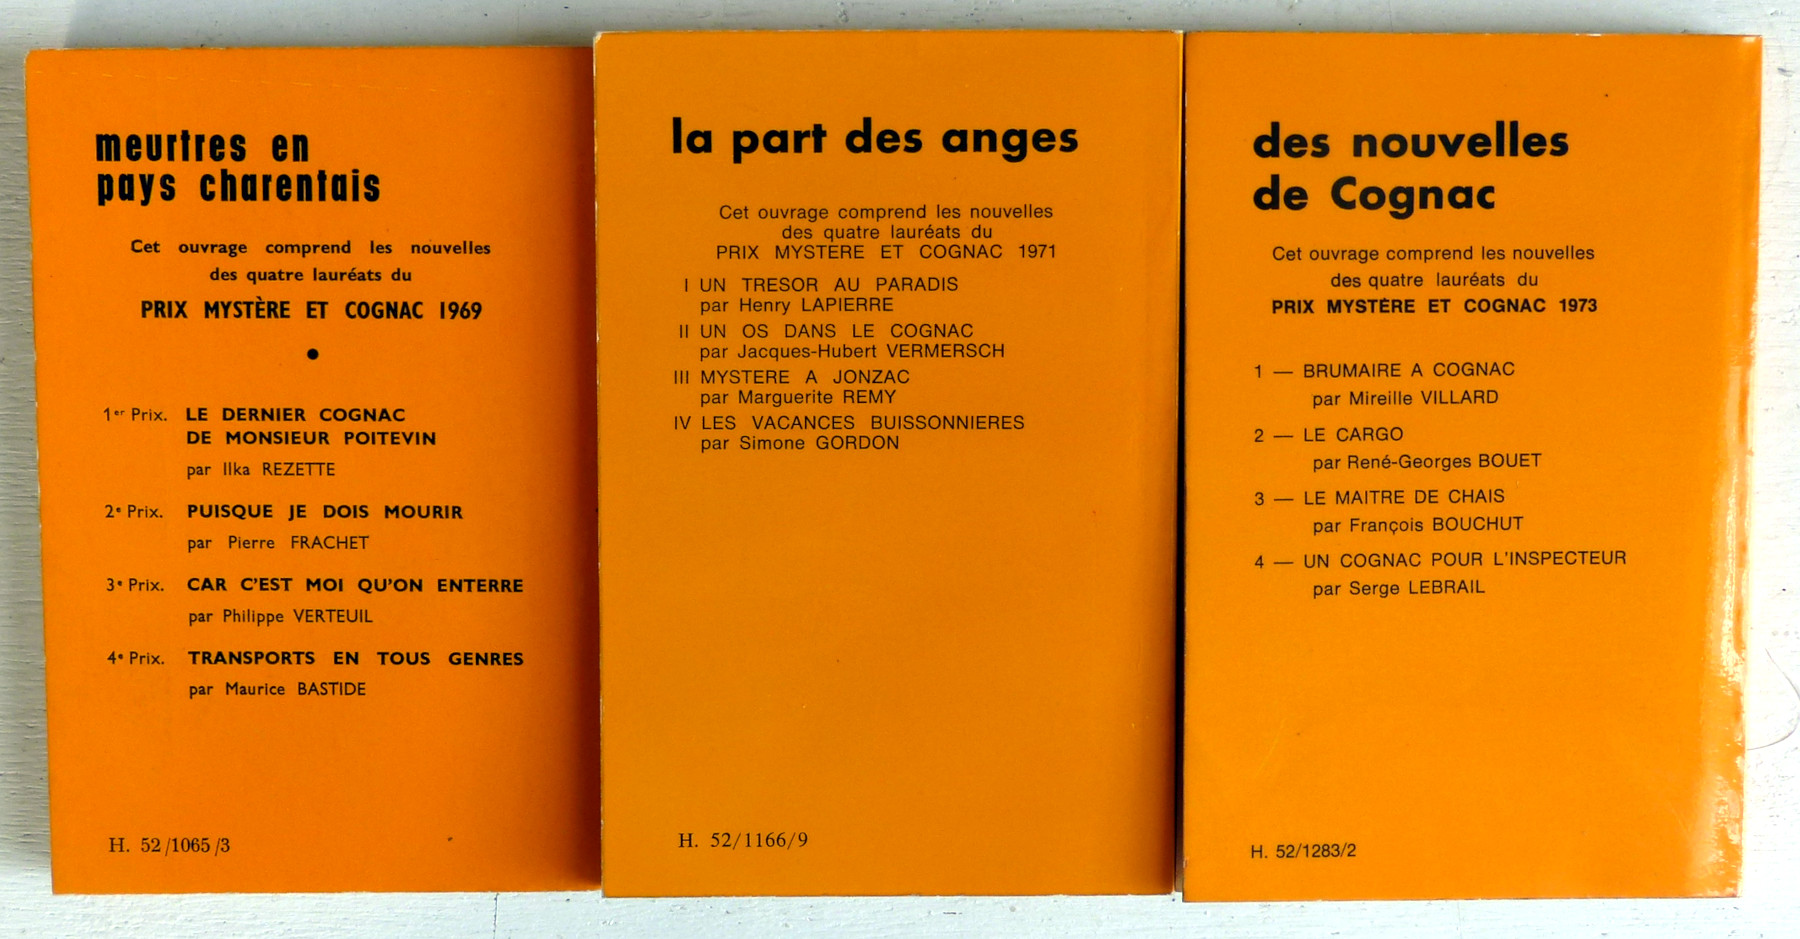 meurtres en
pays charentais
Cet ouvrage comprend les nouvelles
des quatre lauréats du
PRIX MYSTÈRE ET COGNAC 1969
●
1er Prix. LE DERNIER COGNAC
DE MONSIEUR POITEVIN
par Ilka REZETTE
2e Prix. PUISQUE JE DOIS MOURIR
par Pierre FRACHET
3e Prix. CAR C'EST MOI QU'ON ENTERRE
par Philippe VERTEUIL
4e Prix. TRANSPORTS EN TOUS GENRES
par Maurice BASTIDE
H. 52/1065/3
la part des anges
Cet ouvrage comprend les nouvelles
des quatre lauréats du
PRIX MYSTERE ET COGNAC 1971
I UN TRESOR AU PARADIS
par Henry LAPIERRE
II UN OS DANS LE COGNAC
par Jacques-Hubert VERMERSCH
III MYSTERE A JONZAC
par Marguerite REMY
IV LES VACANCES BUISSONNIERES
par Simone GORDON
H. 52/1166/9
des nouvelles
de Cognac
Cet ouvrage comprend les nouvelles
des quatre lauréats du
PRIX MYSTÈRE ET COGNAC 1973
1 — BRUMAIRE A COGNAC
par Mireille VILLARD
2 — LE CARGO
par René-Georges BOUET
3 — LE MAITRE DE CHAIS
par François BOUCHUT
4 — UN COGNAC POUR L'INSPECTEUR
par Serge LEBRAIL
H. 52/1283/2